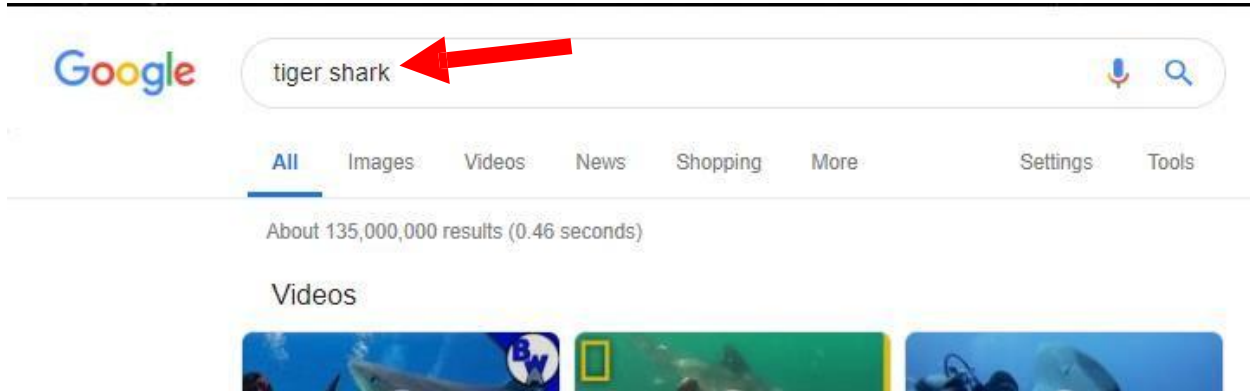 Google tiger shark
All Images Videos News Shopping More Settings Tools
About 135,000,000 results (0.46 seconds)
Videos
BW